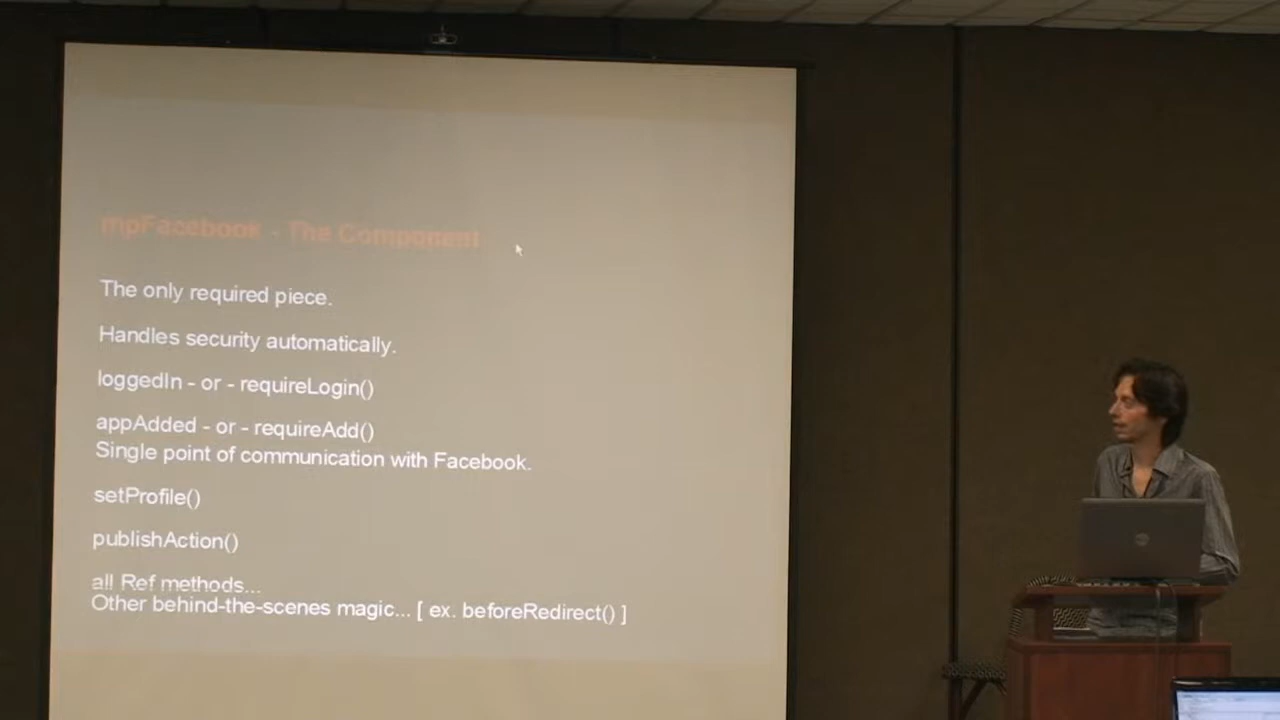 mpFacebook - The Component
The only required piece.
Handles security automatically.
loggedIn - or - requireLogin()
appAdded - or - requireAdd()
Single point of communication with Facebook.
setProfile()
publishAction()
all Ref methods...
Other behind-the-scenes magic... [ ex. beforeRedirect() ]